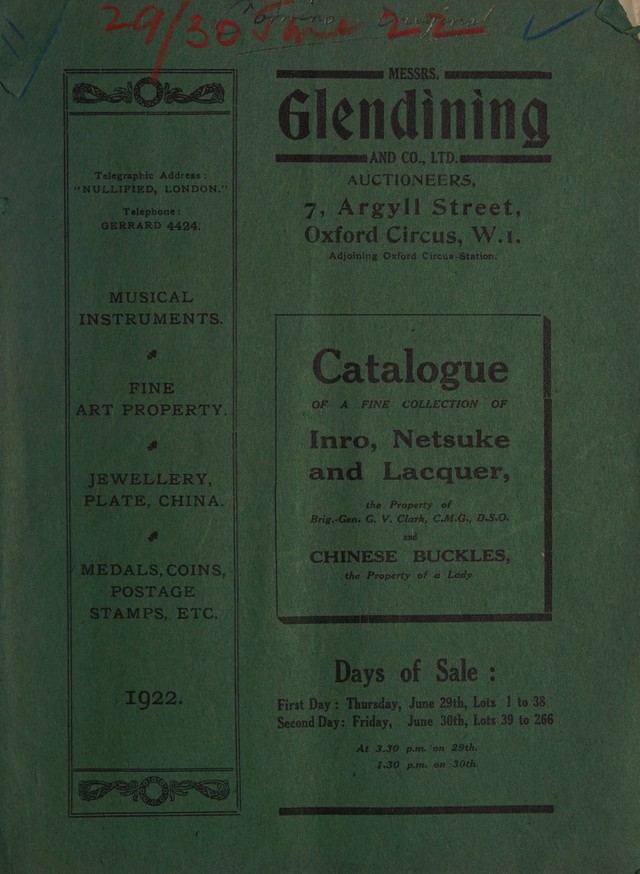 29/30 June 22
Telegraphic Address:
"NULLIFIED, LONDON."
Telephone:
GERRARD 4424.
MUSICAL
INSTRUMENTS.
FINE
ART PROPERTY.
JEWELLERY,
PLATE, CHINA.
MEDALS, COINS,
POSTAGE
STAMPS, ETC.
1922.
MESSRS.
Glendining
AND CO., LTD.
AUCTIONEERS,
7, Argyll Street,
Oxford Circus, W.1.
Adjoining Oxford Circus Station.
Catalogue
OF A FINE COLLECTION OF
Inro, Netsuke
and Lacquer,
the Property of
Brig.-Gen. G. V. Clark, C.M.G., D.S.O.
and
CHINESE BUCKLES,
the Property of a Lady
Days of Sale :
First Day : Thursday, June 29th, Lots 1 to 38
Second Day: Friday, June 30th, Lots 39 to 266
At 3.30 p.m. on 29th.
1.30 p.m. on 30th.